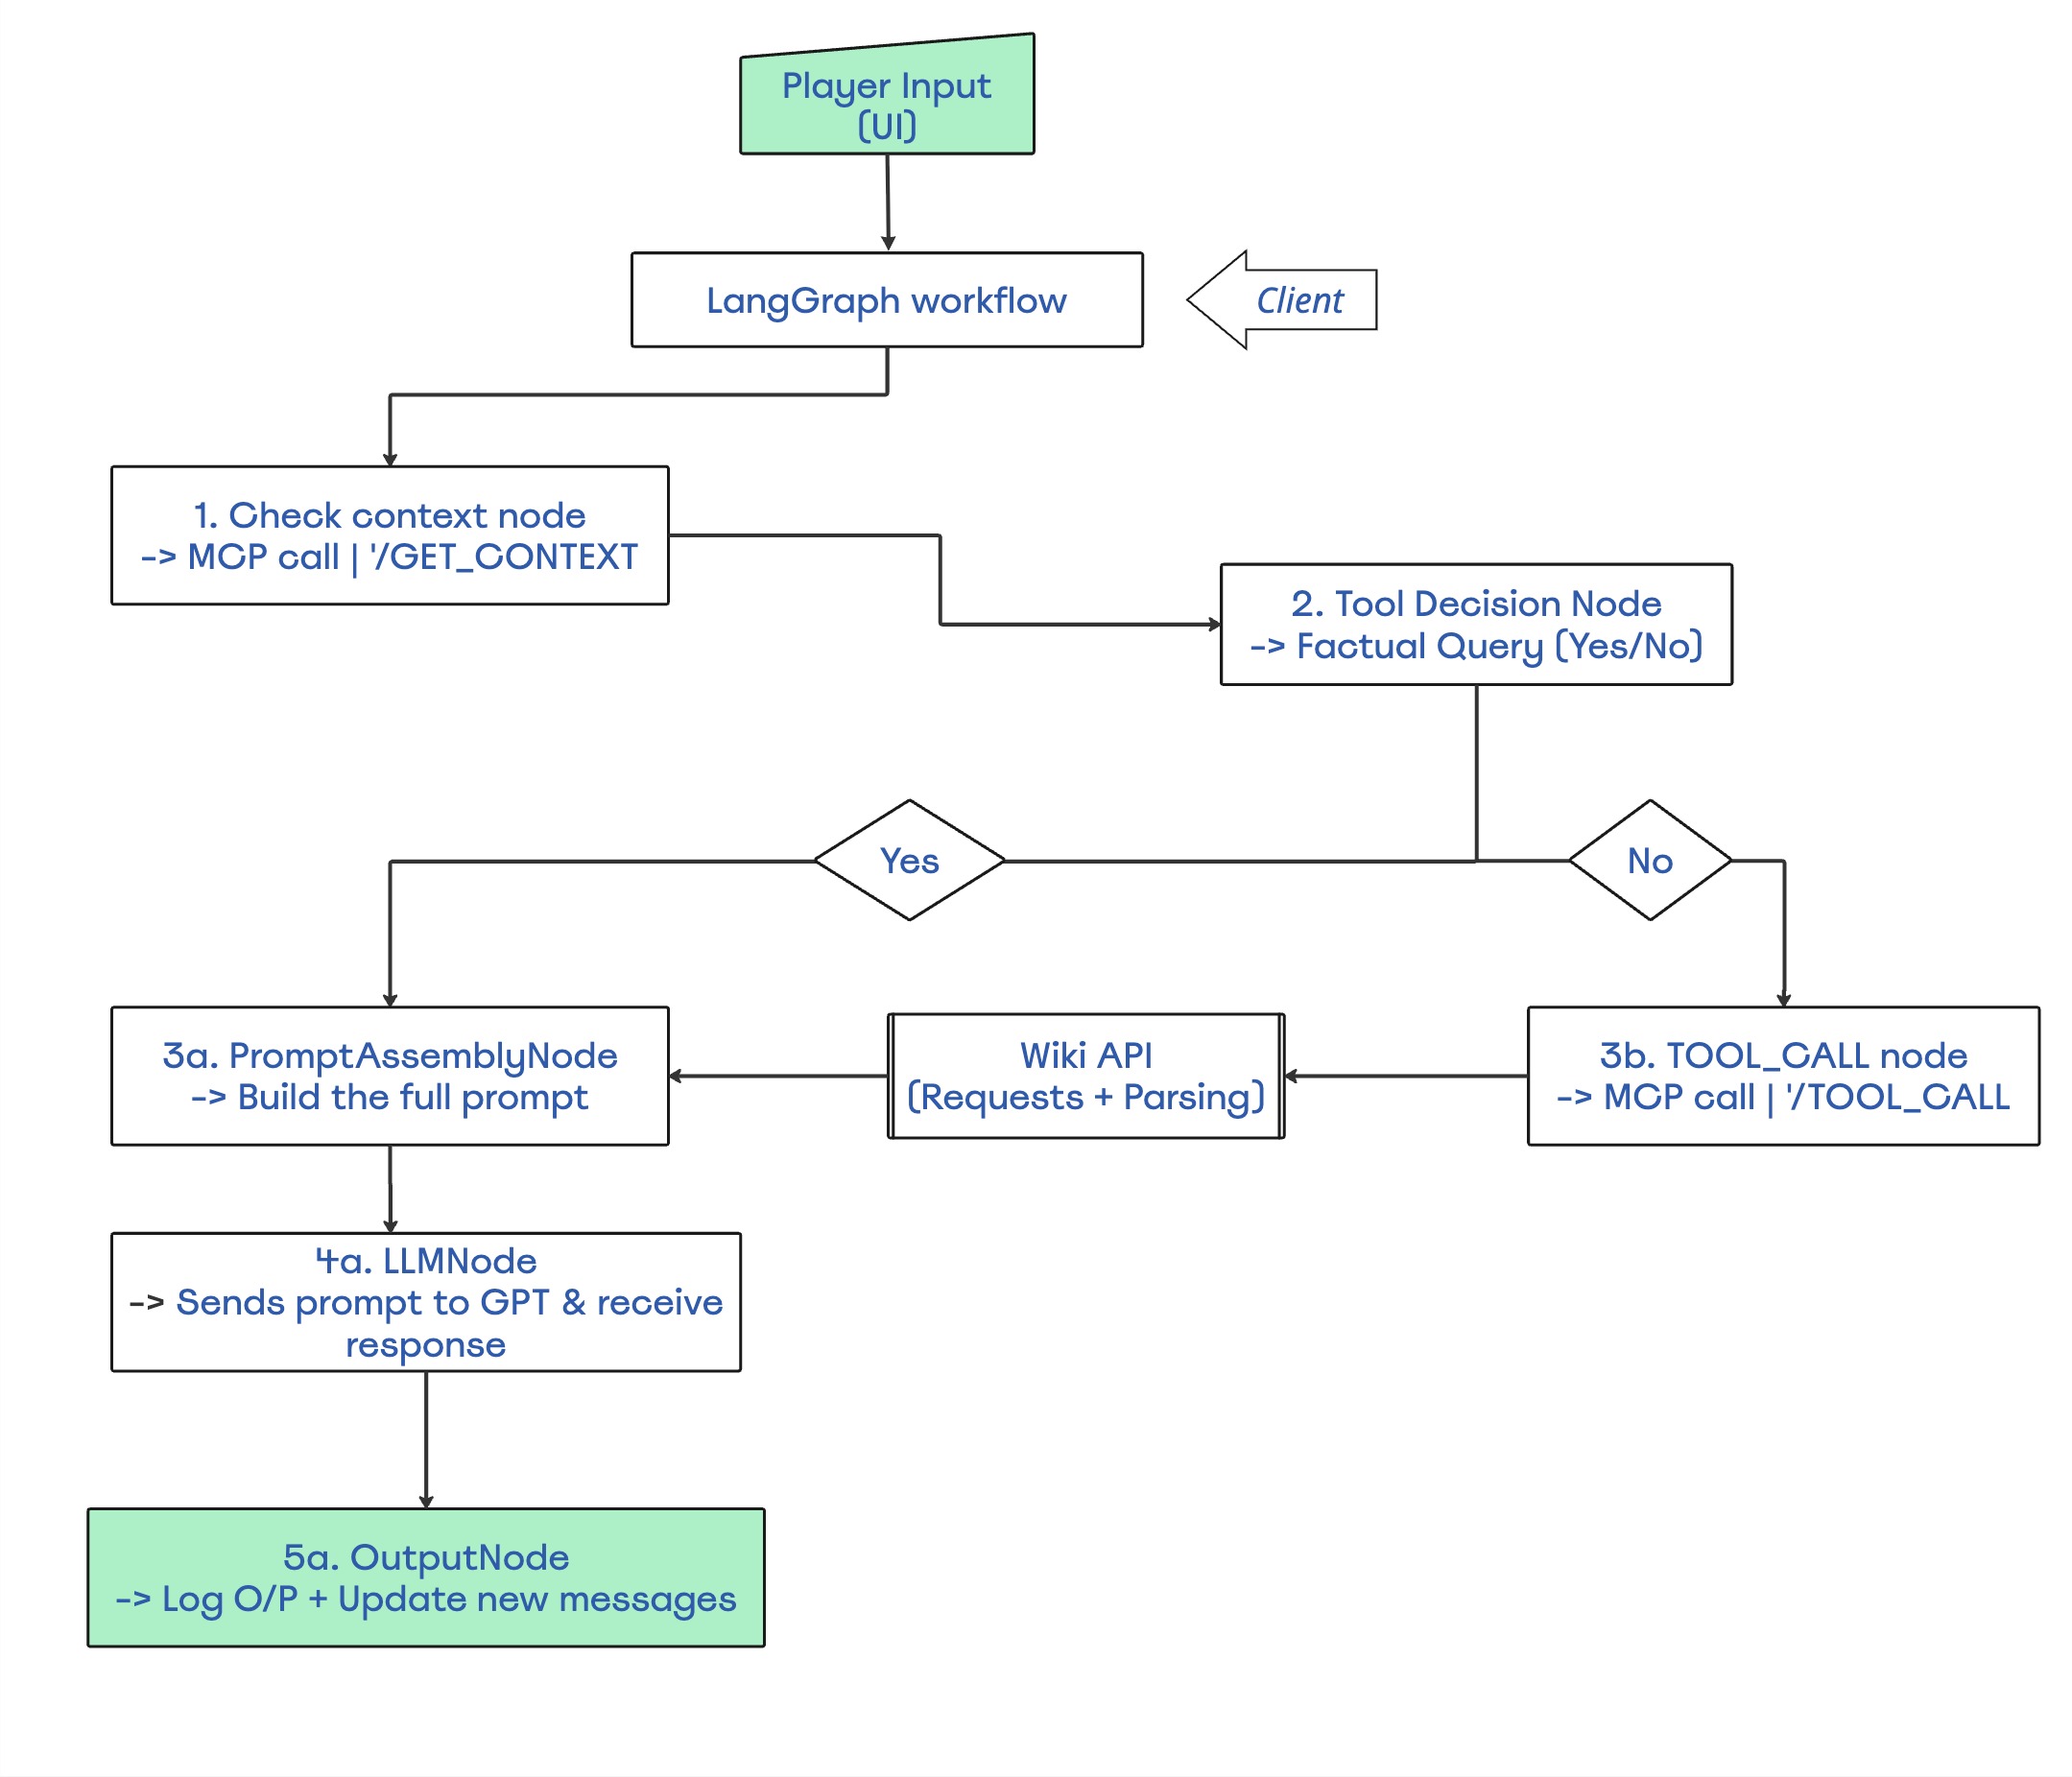 Player Input
(UI)
LangGraph workflow
Client
1. Check context node
-> MCP call | '/GET_CONTEXT
2. Tool Decision Node
-> Factual Query (Yes/No)
Yes
No
3a. PromptAssemblyNode
-> Build the full prompt
Wiki API
(Requests + Parsing)
3b. TOOL_CALL node
-> MCP call | '/TOOL_CALL
4a. LLMNode
-> Sends prompt to GPT & receive
response
5a. OutputNode
-> Log O/P + Update new messages